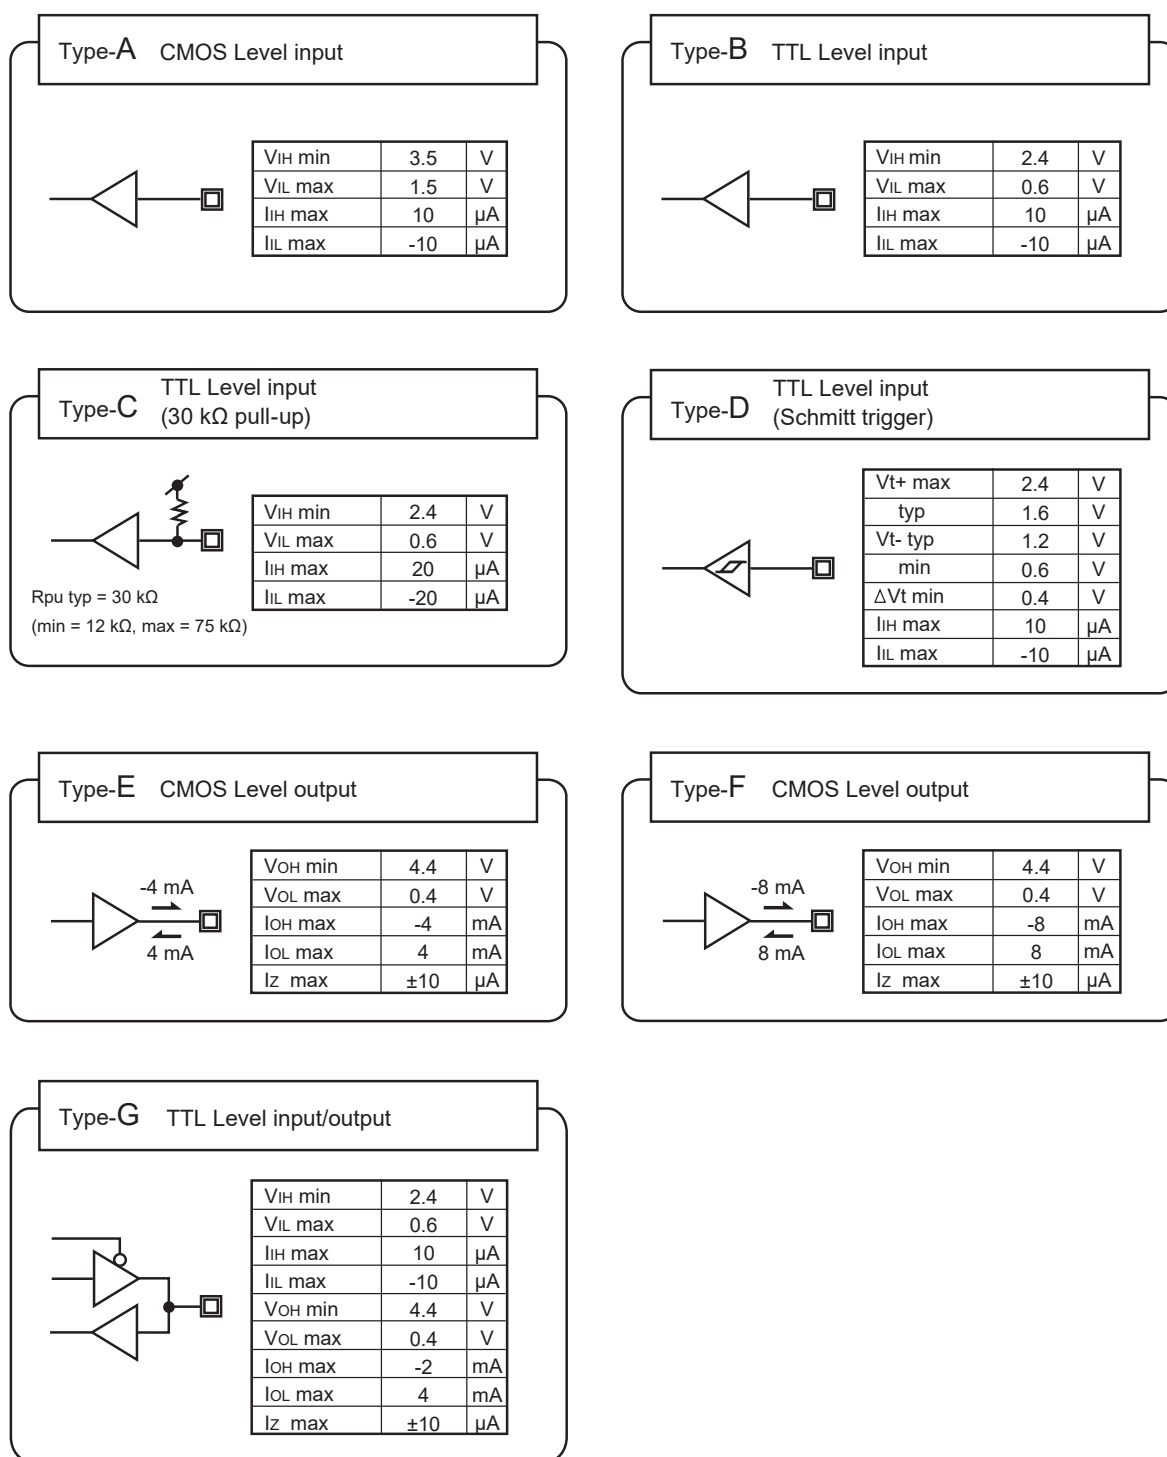 Type-A CMOS Level input
VIH min 3.5 V
VIL max 1.5 V
IIH max 10 µA
IIL max -10 µA
Type-B TTL Level input
VIH min 2.4 V
VIL max 0.6 V
IIH max 10 µA
IIL max -10 µA
Type-C TTL Level input
(30 kΩ pull-up)
VIH min 2.4 V
VIL max 0.6 V
IIH max 20 µA
IIL max -20 µA
Rpu typ = 30 kΩ
(min = 12 kΩ, max = 75 kΩ)
Type-D TTL Level input
(Schmitt trigger)
Vt+ max 2.4 V
typ 1.6 V
Vt- typ 1.2 V
min 0.6 V
ΔVt min 0.4 V
IIH max 10 µA
IIL max -10 µA
Type-E CMOS Level output
-4 mA
4 mA
VOH min 4.4 V
VOL max 0.4 V
IOH max -4 mA
IOL max 4 mA
Iz max ±10 µA
Type-F CMOS Level output
-8 mA
8 mA
VOH min 4.4 V
VOL max 0.4 V
IOH max -8 mA
IOL max 8 mA
Iz max ±10 µA
Type-G TTL Level input/output
VIH min 2.4 V
VIL max 0.6 V
IIH max 10 µA
IIL max -10 µA
VOH min 4.4 V
VOL max 0.4 V
IOH max -2 mA
IOL max 4 mA
Iz max ±10 µA